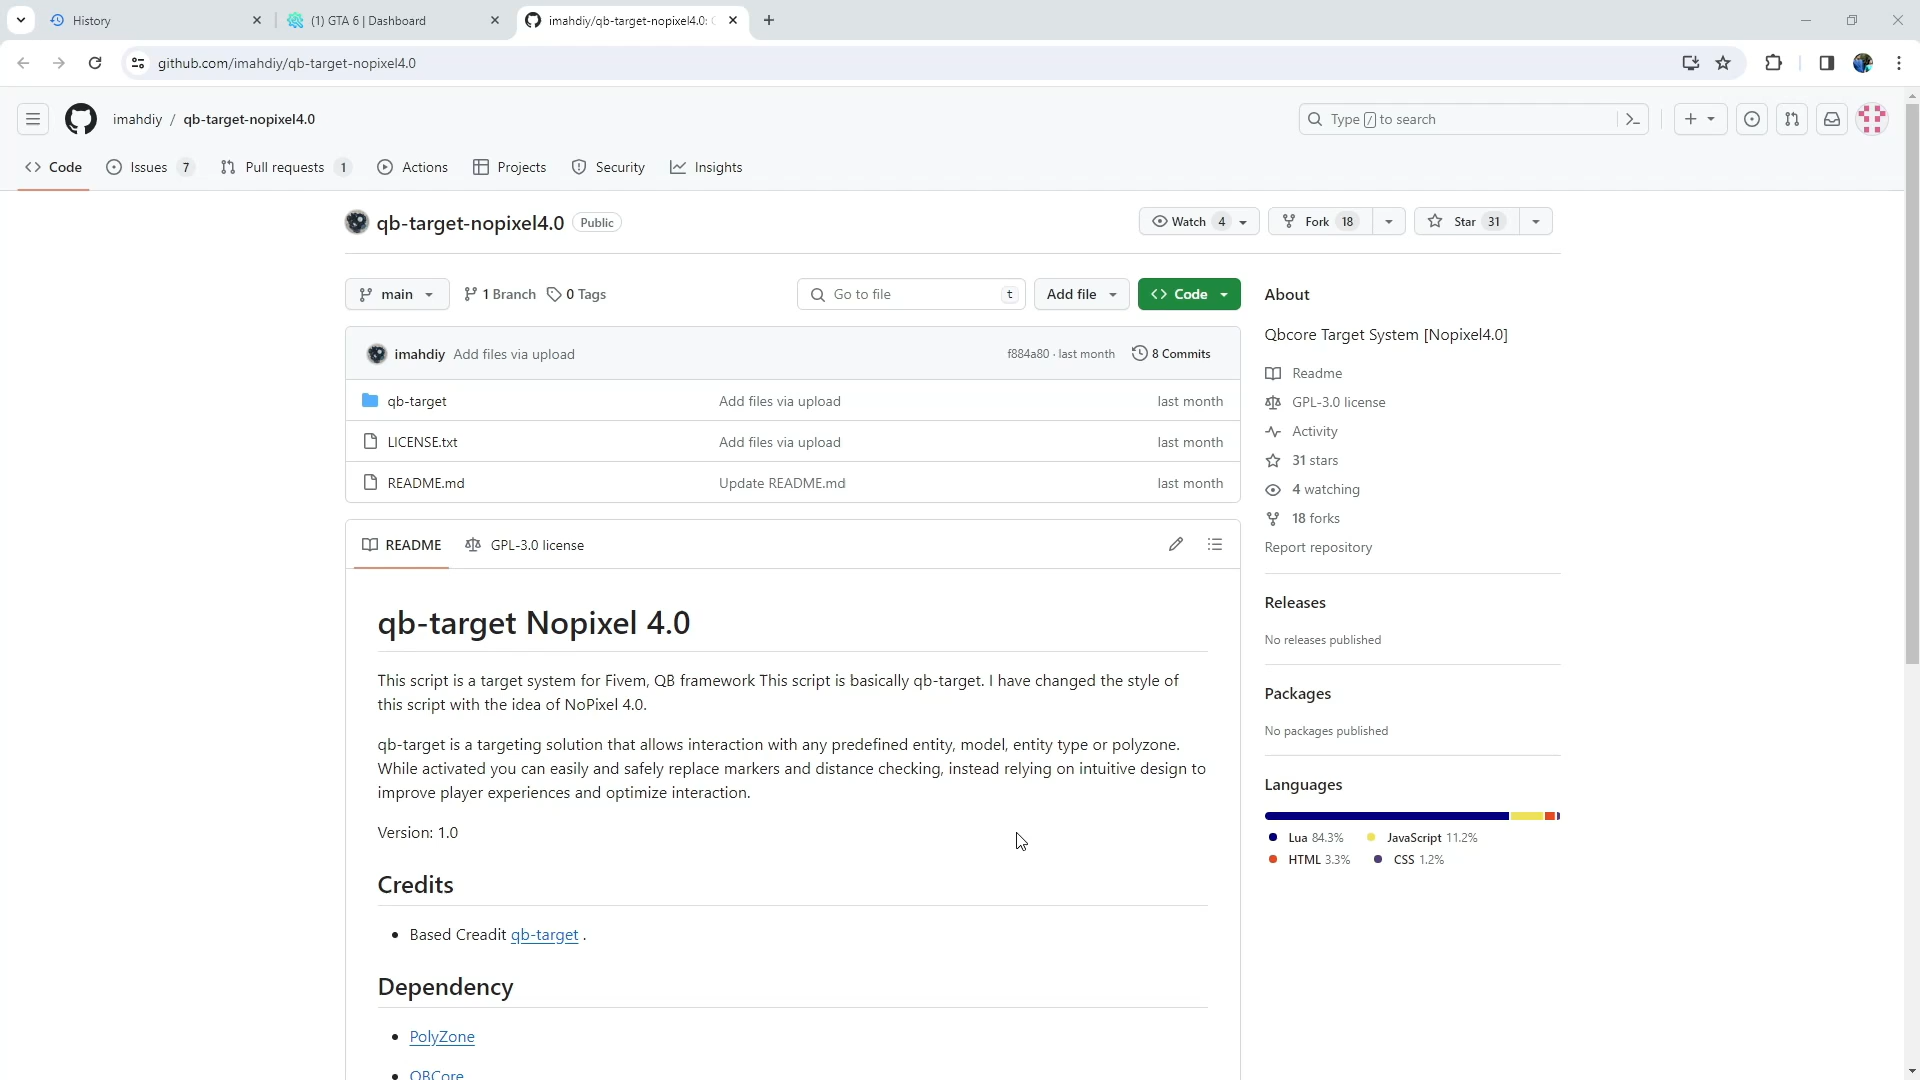 History
(1) GTA 6 | Dashboard
imahdiy/qb-target-nopixel4.0:
github.com/imahdiy/qb-target-nopixel4.0
imahdiy / qb-target-nopixel4.0
Type / to search
Code
Issues 7
Pull requests 1
Actions
Projects
Security
Insights
qb-target-nopixel4.0 Public
Watch 4
Fork 18
Star 31
main
1 Branch
0 Tags
Go to file t
Add file
Code
imahdiy Add files via upload f884a80 · last month 8 Commits
qb-target Add files via upload last month
LICENSE.txt Add files via upload last month
README.md Update README.md last month
README
GPL-3.0 license
qb-target Nopixel 4.0
This script is a target system for Fivem, QB framework This script is basically qb-target. I have changed the style of
this script with the idea of NoPixel 4.0.
qb-target is a targeting solution that allows interaction with any predefined entity, model, entity type or polyzone.
While activated you can easily and safely replace markers and distance checking, instead relying on intuitive design to
improve player experiences and optimize interaction.
Version: 1.0
Credits
Based Creadit qb-target .
Dependency
PolyZone
QBCore
About
Qbcore Target System [Nopixel4.0]
Readme
GPL-3.0 license
Activity
31 stars
4 watching
18 forks
Report repository
Releases
No releases published
Packages
No packages published
Languages
Lua 84.3% JavaScript 11.2%
HTML 3.3% CSS 1.2%